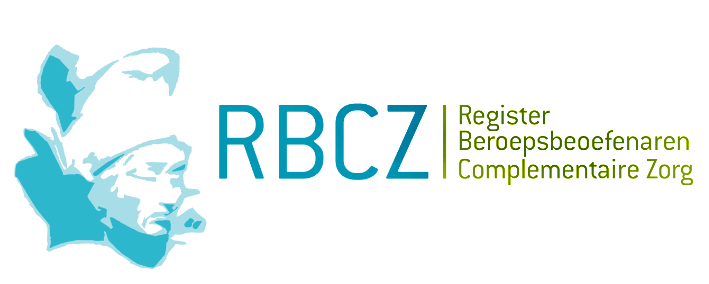 RBCZ
Register
Beroepsbeoefenaren
Complementaire Zorg